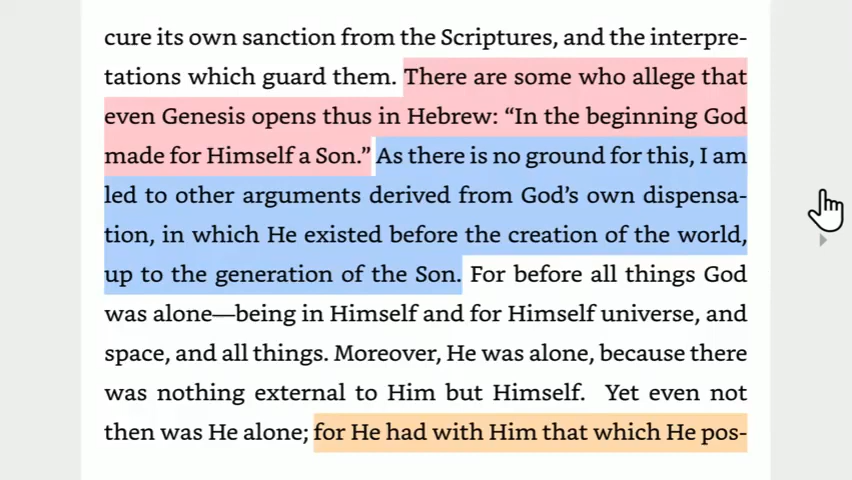 cure its own sanction from the Scriptures, and the interpre-
tations which guard them. There are some who allege that
even Genesis opens thus in Hebrew: “In the beginning God
made for Himself a Son.” As there is no ground for this, I am
led to other arguments derived from God’s own dispensa-
tion, in which He existed before the creation of the world,
up to the generation of the Son. For before all things God
was alone—being in Himself and for Himself universe, and
space, and all things. Moreover, He was alone, because there
was nothing external to Him but Himself. Yet even not
then was He alone; for He had with Him that which He pos-